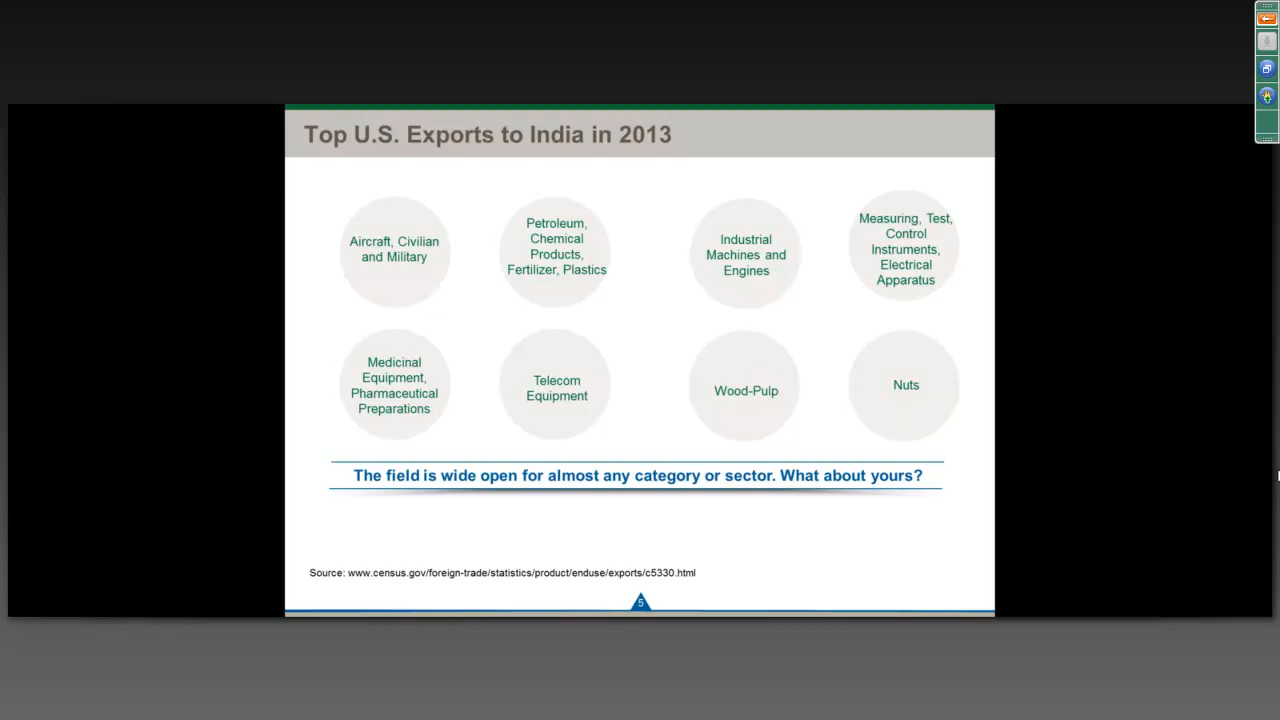 Top U.S. Exports to India in 2013
Aircraft, Civilian
and Military
Petroleum,
Chemical
Products,
Fertilizer, Plastics
Industrial
Machines and
Engines
Measuring, Test,
Control
Instruments,
Electrical
Apparatus
Medicinal
Equipment,
Pharmaceutical
Preparations
Telecom
Equipment
Wood-Pulp
Nuts
The field is wide open for almost any category or sector. What about yours?
Source: www.census.gov/foreign-trade/statistics/product/enduse/exports/c5330.html
5